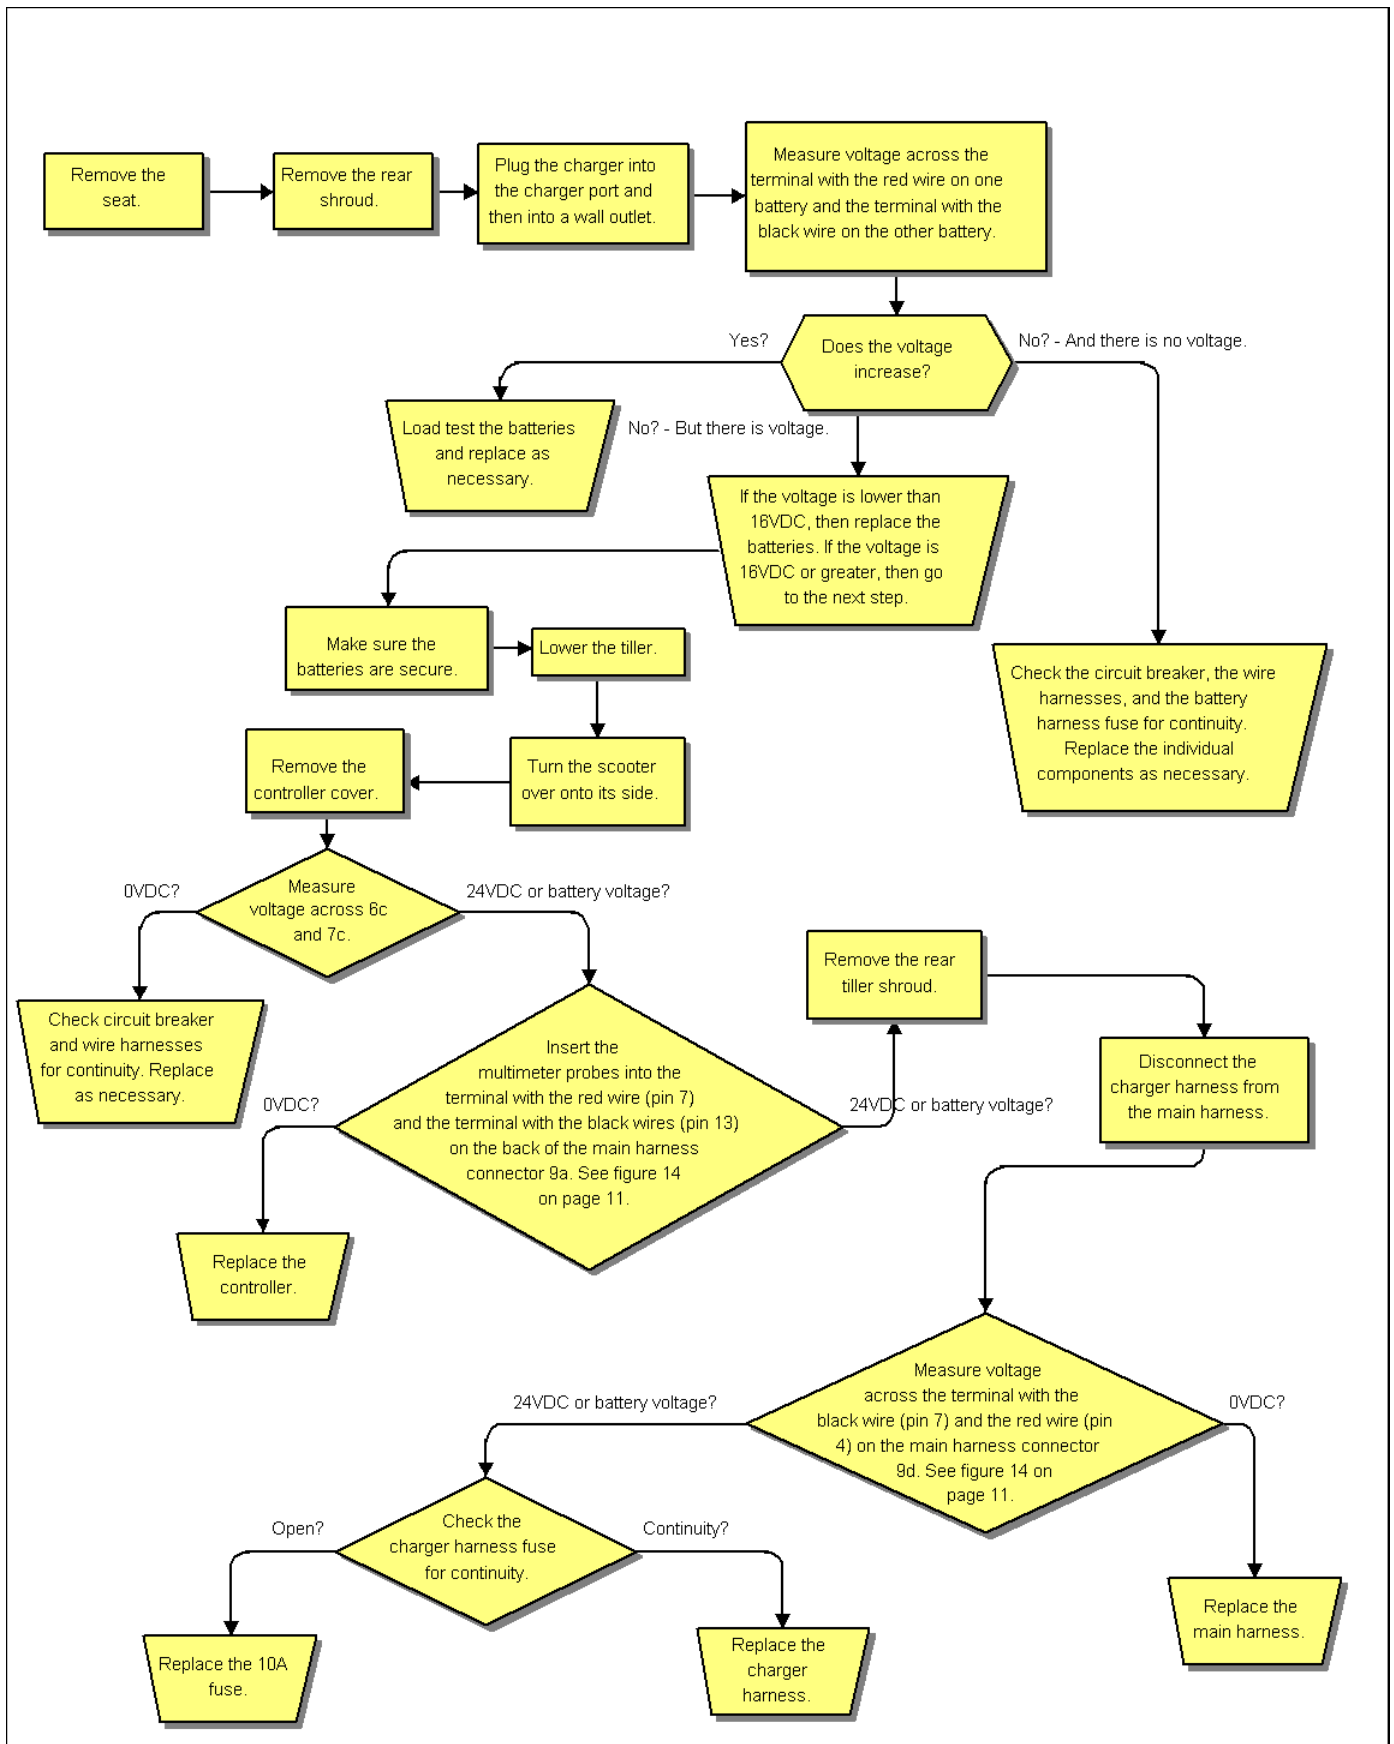 Remove the
seat.
Remove the rear
shroud.
Plug the charger into
the charger port and
then into a wall outlet.
Measure voltage across the
terminal with the red wire on one
battery and the terminal with the
black wire on the other battery.
Does the voltage
increase?
Yes?
No? - And there is no voltage.
Load test the batteries
and replace as
necessary.
No? - But there is voltage.
If the voltage is lower than
16VDC, then replace the
batteries. If the voltage is
16VDC or greater, then go
to the next step.
Make sure the
batteries are secure.
Lower the tiller.
Check the circuit breaker, the wire
harnesses, and the battery
harness fuse for continuity.
Replace the individual
components as necessary.
Turn the scooter
over onto its side.
Remove the
controller cover.
Measure
voltage across 6c
and 7c.
0VDC?
24VDC or battery voltage?
Check circuit breaker
and wire harnesses
for continuity. Replace
as necessary.
Insert the
multimeter probes into the
terminal with the red wire (pin 7)
and the terminal with the black wires (pin 13)
on the back of the main harness
connector 9a. See figure 14
on page 11.
0VDC?
24VDC or battery voltage?
Replace the
controller.
Remove the rear
tiller shroud.
Disconnect the
charger harness from
the main harness.
Measure voltage
across the terminal with the
black wire (pin 7) and the red wire (pin
4) on the main harness connector
9d. See figure 14 on
page 11.
24VDC or battery voltage?
0VDC?
Check the
charger harness fuse
for continuity.
Open?
Continuity?
Replace the 10A
fuse.
Replace the
charger
harness.
Replace the
main harness.